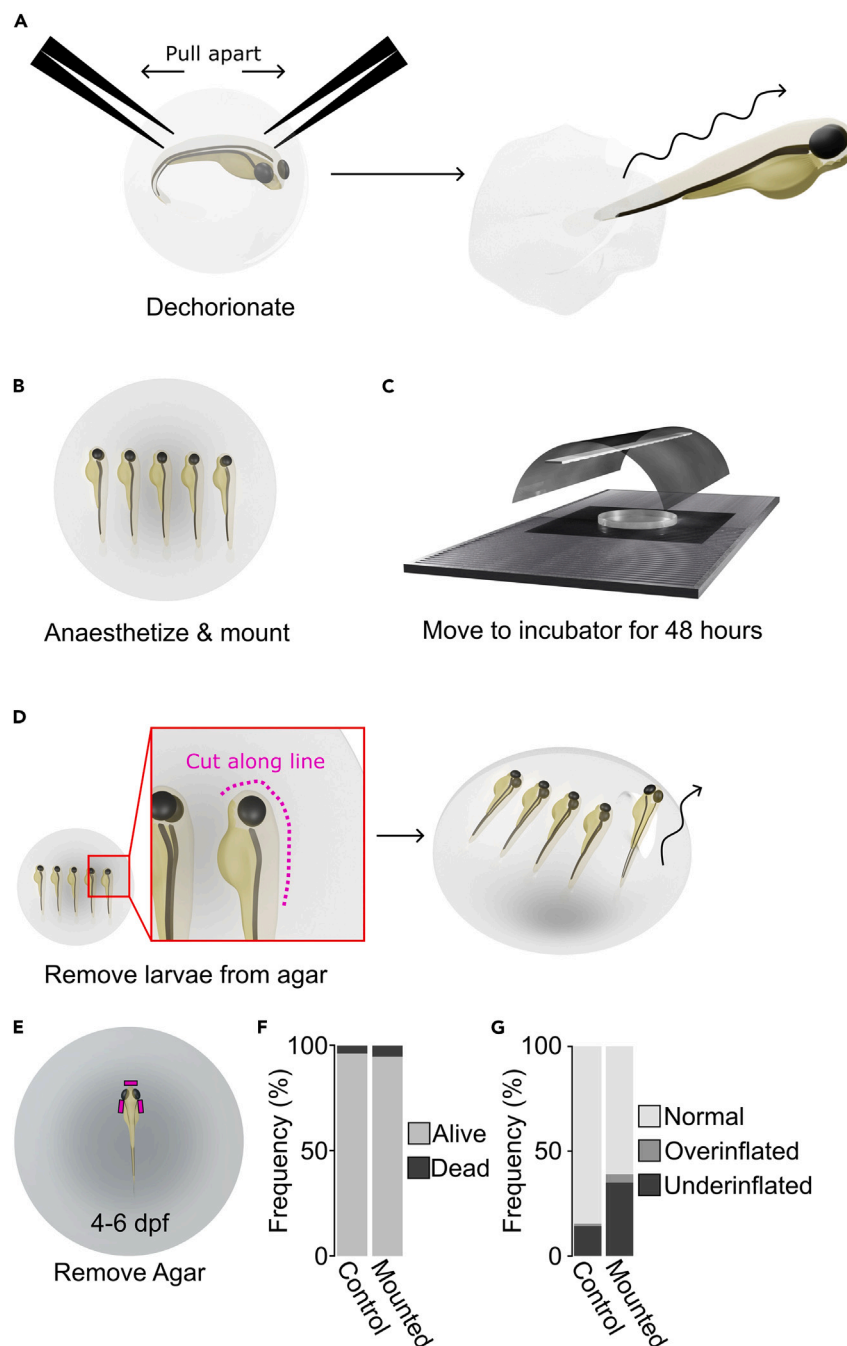 A
Pull apart
Dechorionate
B
C
Anaesthetize & mount
Move to incubator for 48 hours
D
Cut along line
Remove larvae from agar
E
4-6 dpf
Remove Agar
F
Frequency (%)
100
50
0
Alive
Dead
Control
Mounted
G
Frequency (%)
100
50
0
Normal
Overinflated
Underinflated
Control
Mounted